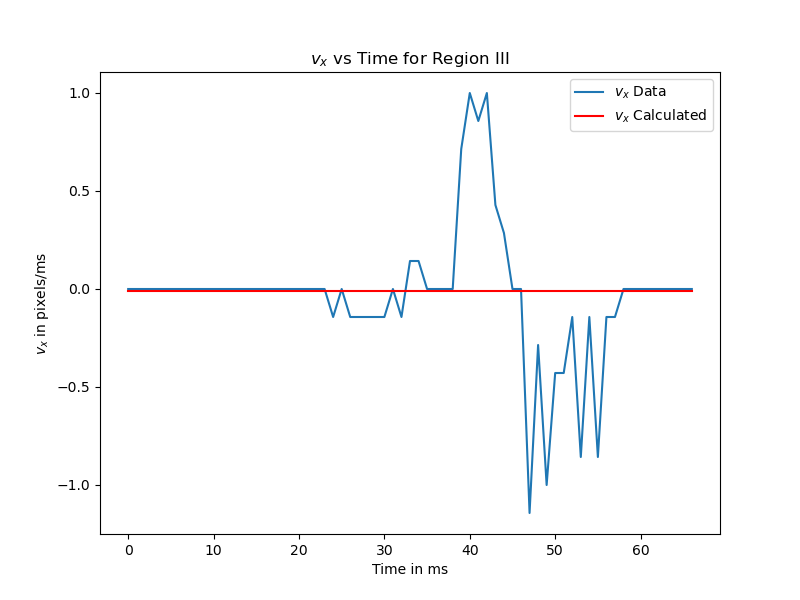 v_x vs Time for Region III
v_x Data
v_x Calculated
1.0
0.5
0.0
−0.5
−1.0
v_x in pixels/ms
0 10 20 30 40 50 60
Time in ms